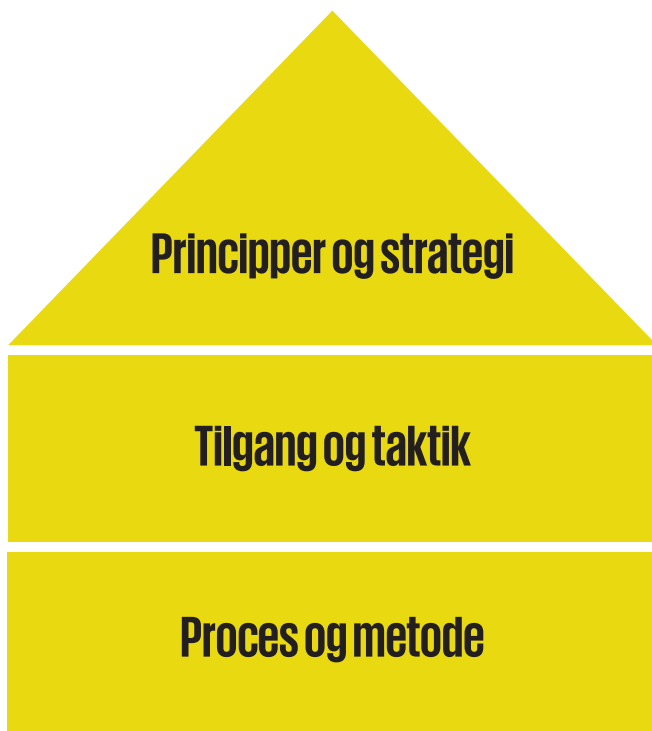 Principper og strategi
Tilgang og taktik
Proces og metode